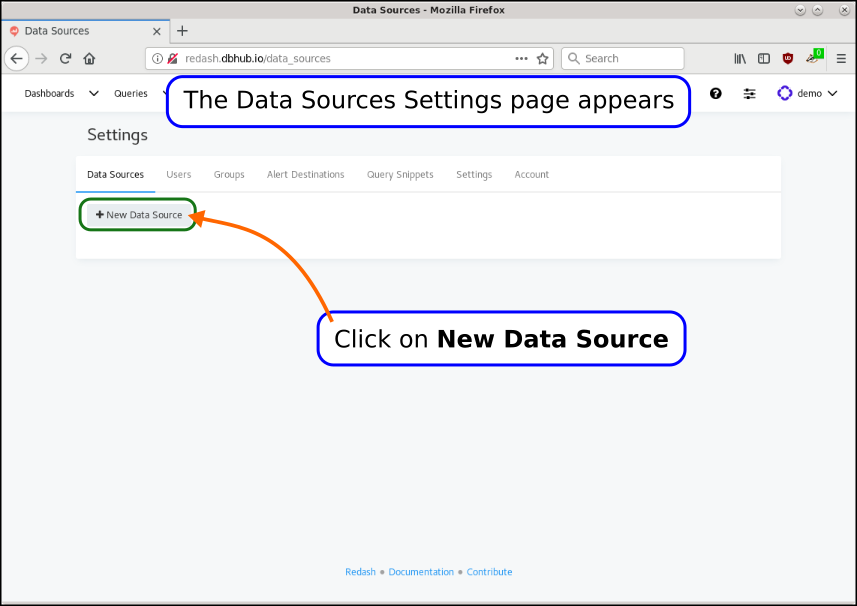 Data Sources - Mozilla Firefox
Data Sources
redash.dbhub.io/data_sources
Search
0
Dashboards Queries
The Data Sources Settings page appears
demo
Settings
Data Sources Users Groups Alert Destinations Query Snippets Settings Account
+ New Data Source
Click on New Data Source
Redash • Documentation • Contribute